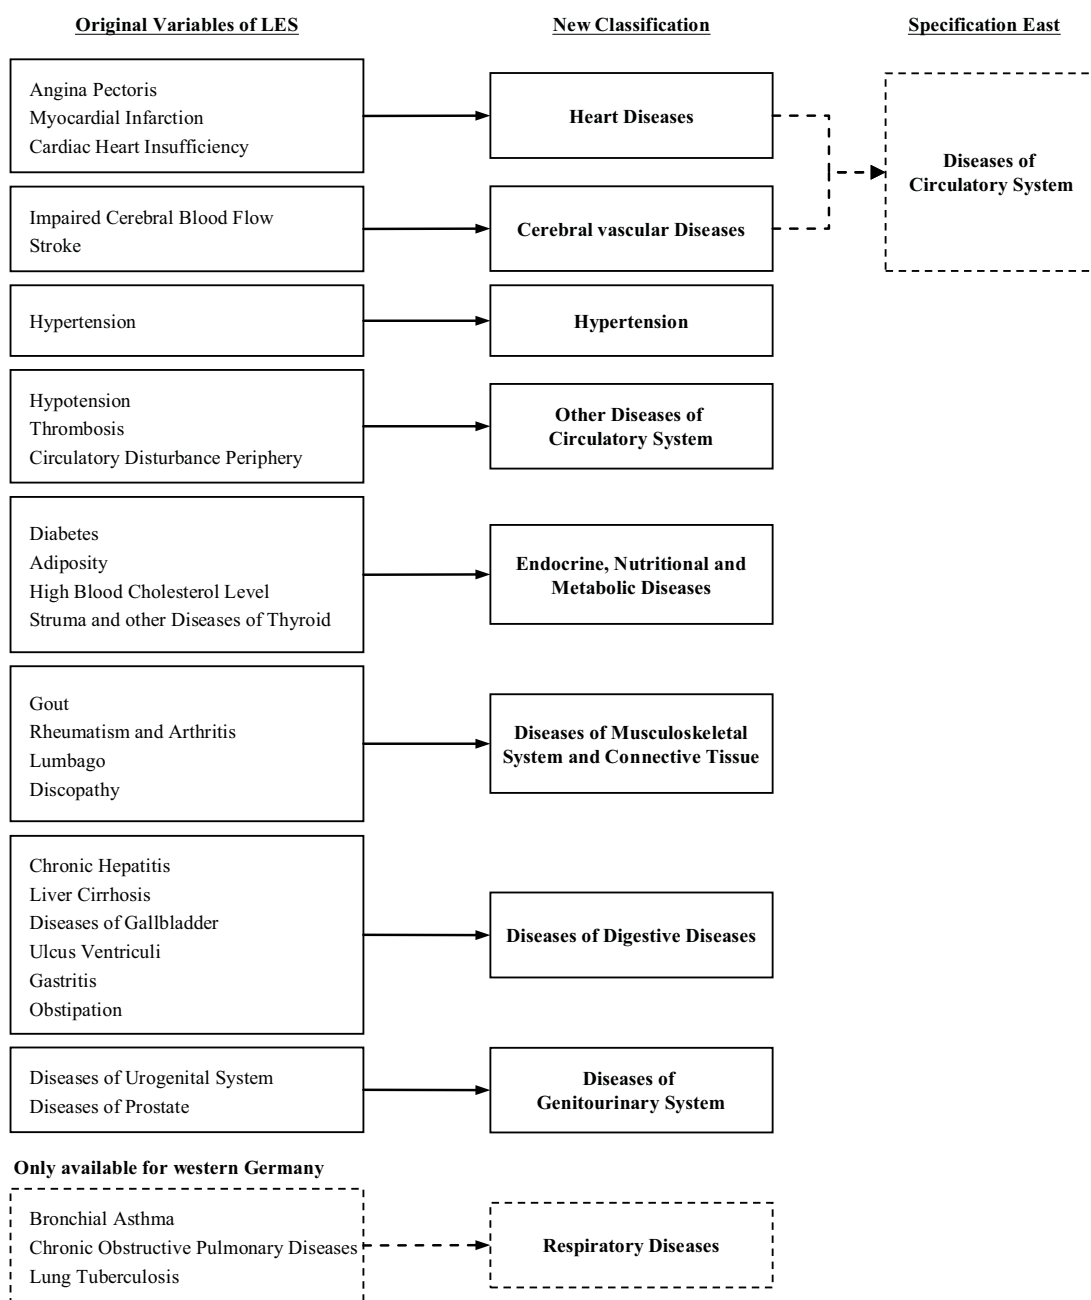 Original Variables of LES
New Classification
Specification East
Angina Pectoris
Myocardial Infarction
Cardiac Heart Insufficiency
Heart Diseases
Diseases of
Circulatory System
Impaired Cerebral Blood Flow
Stroke
Cerebral vascular Diseases
Hypertension
Hypertension
Hypotension
Thrombosis
Circulatory Disturbance Periphery
Other Diseases of
Circulatory System
Diabetes
Adiposity
High Blood Cholesterol Level
Struma and other Diseases of Thyroid
Endocrine, Nutritional and
Metabolic Diseases
Gout
Rheumatism and Arthritis
Lumbago
Discopathy
Diseases of Musculoskeletal
System and Connective Tissue
Chronic Hepatitis
Liver Cirrhosis
Diseases of Gallbladder
Ulcus Ventriculi
Gastritis
Obstipation
Diseases of Digestive Diseases
Diseases of Urogenital System
Diseases of Prostate
Diseases of
Genitourinary System
Only available for western Germany
Bronchial Asthma
Chronic Obstructive Pulmonary Diseases
Lung Tuberculosis
Respiratory Diseases